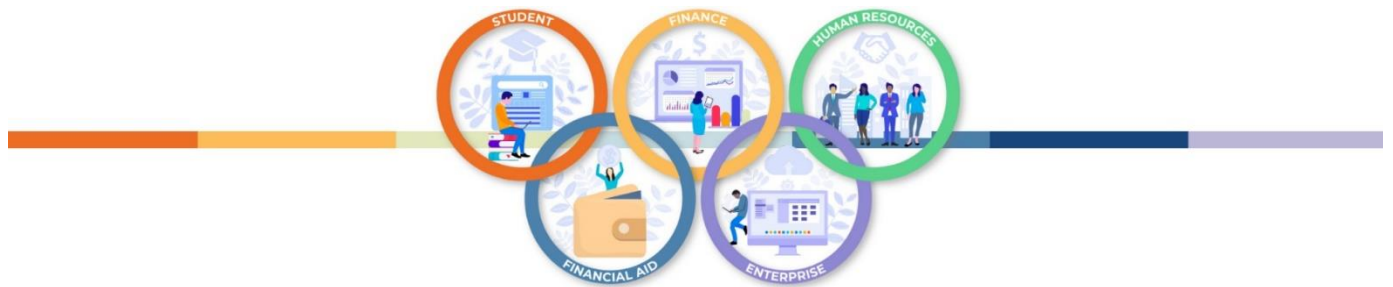 STUDENT
FINANCE
HUMAN RESOURCES
$
FINANCIAL AID
ENTERPRISE